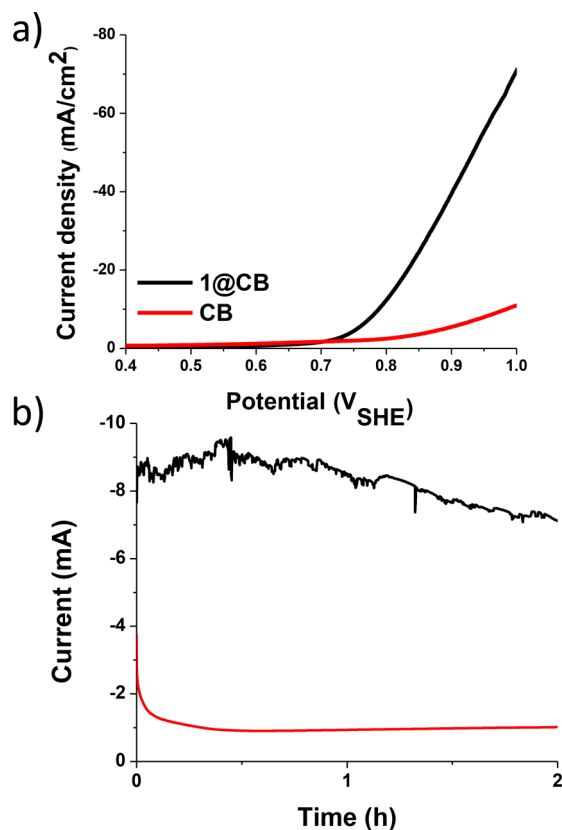 a)
Current density (mA/cm2)
-80
-60
-40
-20
0
1@CB
CB
0.4 0.5 0.6 0.7 0.8 0.9 1.0
Potential (VSHE)
b)
Current (mA)
-10
-8
-6
-4
-2
0
0 1 2
Time (h)